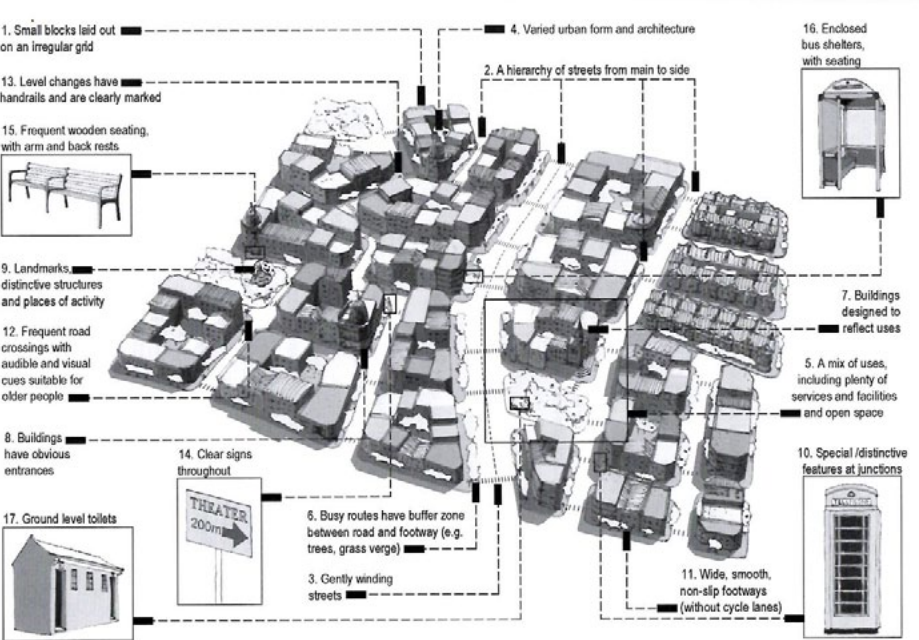 1. Small blocks laid out
on an irregular grid
4. Varied urban form and architecture
16. Enclosed
bus shelters,
with seating
13. Level changes have
handrails and are clearly marked
2. A hierarchy of streets from main to side
15. Frequent wooden seating,
with arm and back rests
9. Landmarks,
distinctive structures
and places of activity
7. Buildings
designed to
reflect uses
12. Frequent road
crossings with
audible and visual
cues suitable for
older people
5. A mix of uses,
including plenty of
services and facilities
and open space
8. Buildings
have obvious
entrances
14. Clear signs
throughout
THEATER
200m
10. Special /distinctive
features at junctions
17. Ground level toilets
6. Busy routes have buffer zone
between road and footway (e.g.
trees, grass verge)
3. Gently winding
streets
11. Wide, smooth,
non-slip footways
(without cycle lanes)